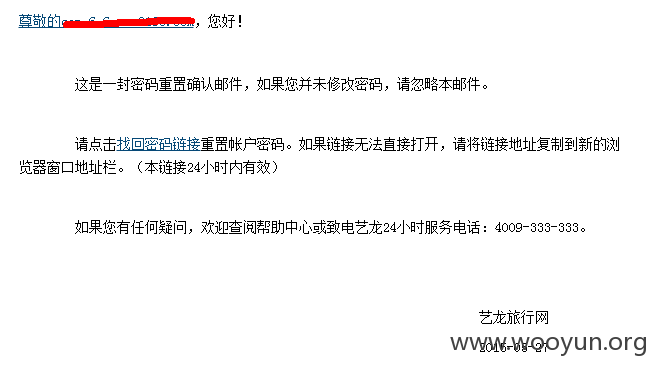 尊敬的，您好！
这是一封密码重置确认邮件，如果您并未修改密码，请忽略本邮件。
请点击找回密码链接重置帐户密码。如果链接无法直接打开，请将链接地址复制到新的浏
览器窗口地址栏。（本链接24小时内有效）
如果您有任何疑问，欢迎查阅帮助中心或致电艺龙24小时服务电话：4009-333-333。
艺龙旅行网
www.wooyun.org